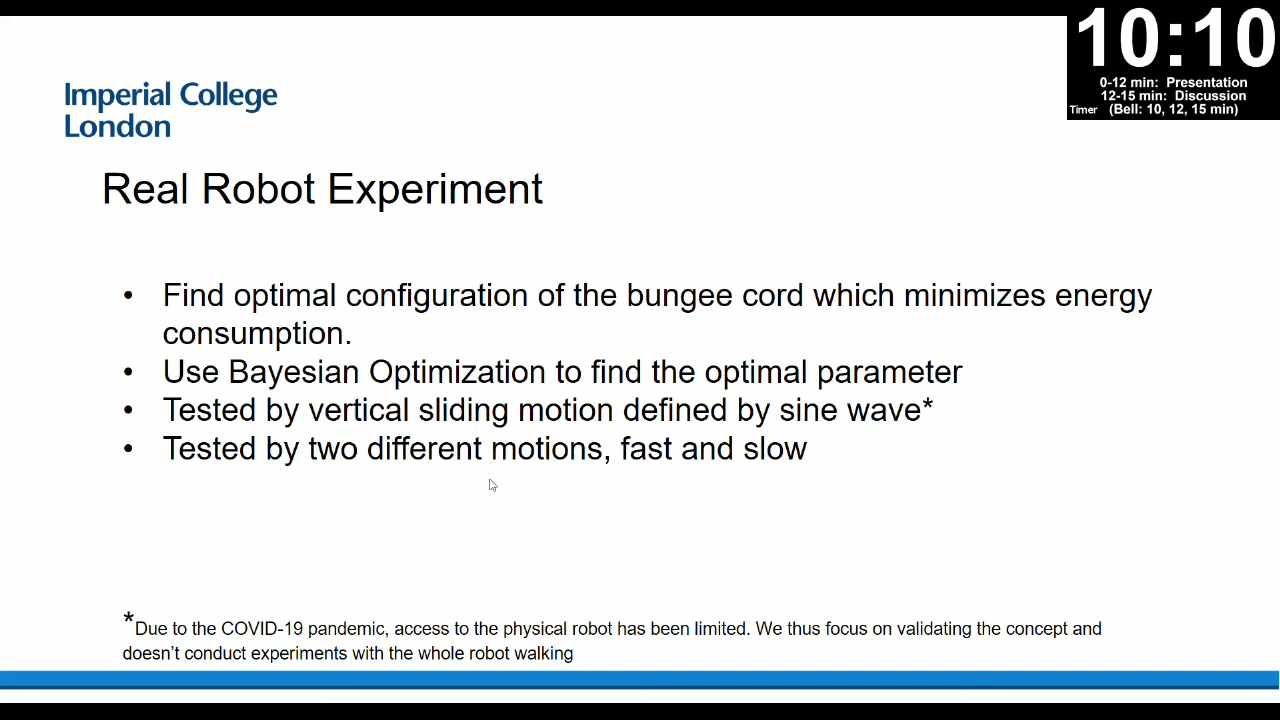 10:10
0-12 min: Presentation
12-15 min: Discussion
Timer (Bell: 10, 12, 15 min)
Imperial College
London
Real Robot Experiment
• Find optimal configuration of the bungee cord which minimizes energy
consumption.
• Use Bayesian Optimization to find the optimal parameter
• Tested by vertical sliding motion defined by sine wave*
• Tested by two different motions, fast and slow
*Due to the COVID-19 pandemic, access to the physical robot has been limited. We thus focus on validating the concept and
doesn’t conduct experiments with the whole robot walking